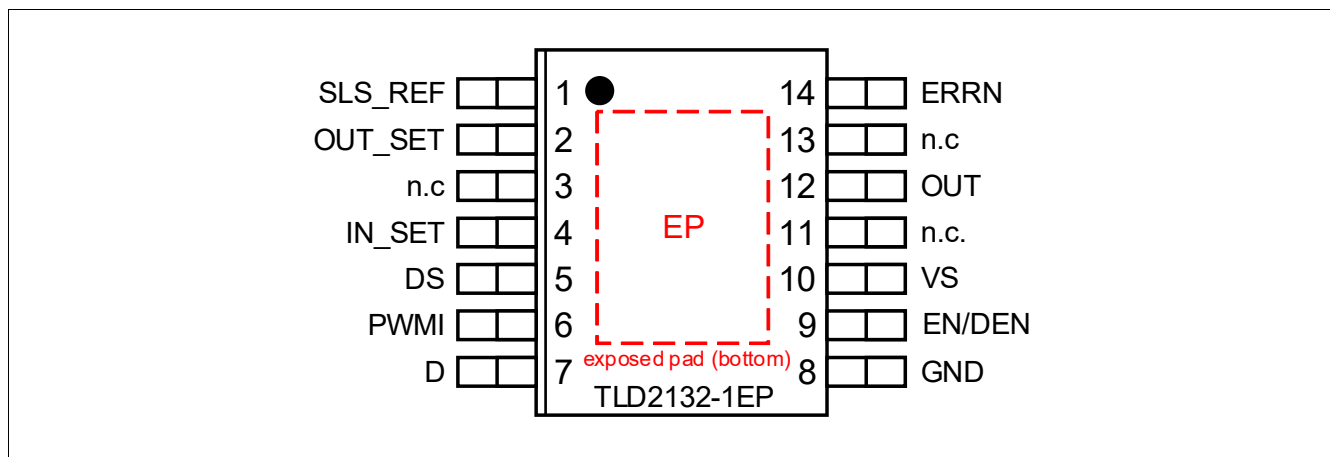 SLS_REF 1 14 ERRN
OUT_SET 2 13 n.c
n.c 3 12 OUT
IN_SET 4 EP 11 n.c.
DS 5 10 VS
PWMI 6 9 EN/DEN
exposed pad (bottom)
D 7 8 GND
TLD2132-1EP